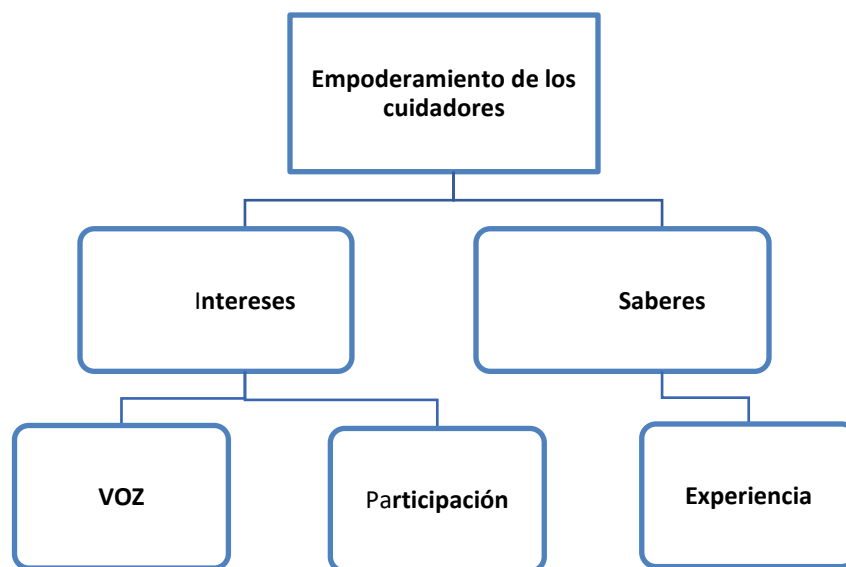 Empoderamiento de los
cuidadores
Intereses
Saberes
VOZ
Participación
Experiencia